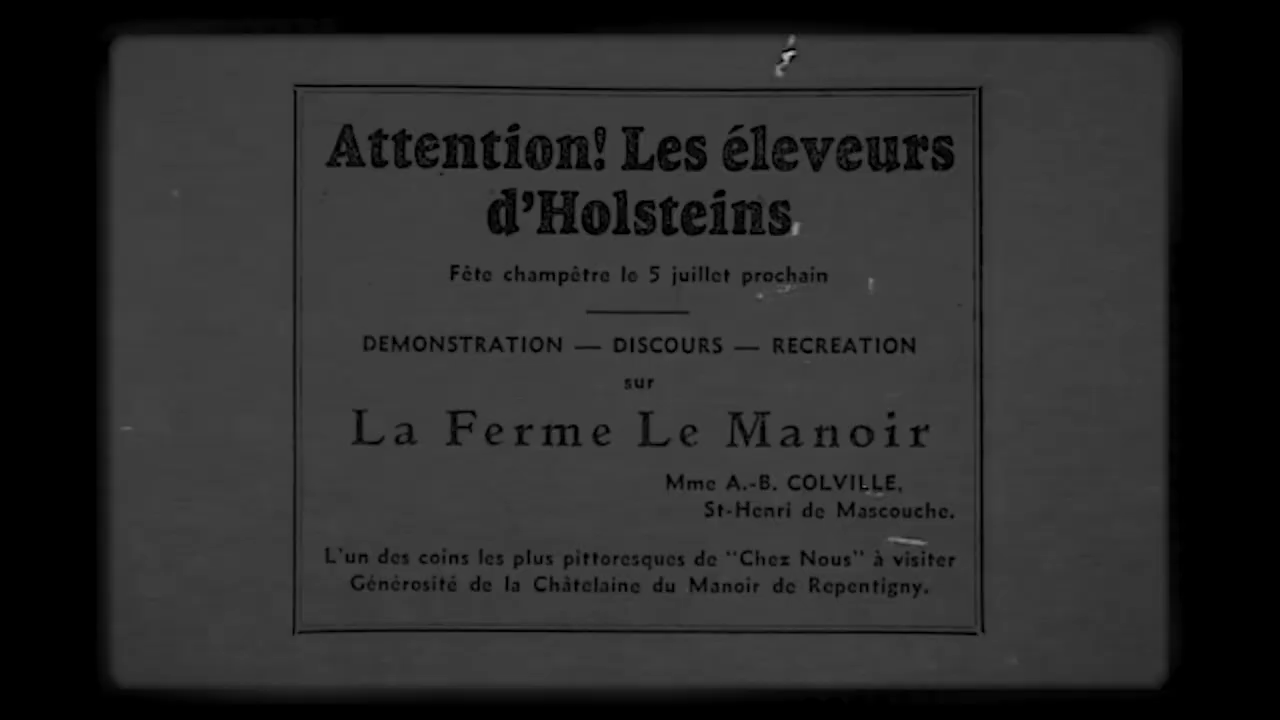 Attention! Les éleveurs
d'Holsteins
Fête champêtre le 5 juillet prochain
DEMONSTRATION — DISCOURS — RECREATION
sur
La Ferme Le Manoir
Mme A.-B. COLVILLE,
St-Henri de Mascouche.
L'un des coins les plus pittoresques de "Chez Nous" à visiter
Générosité de la Châtelaine du Manoir de Repentigny.